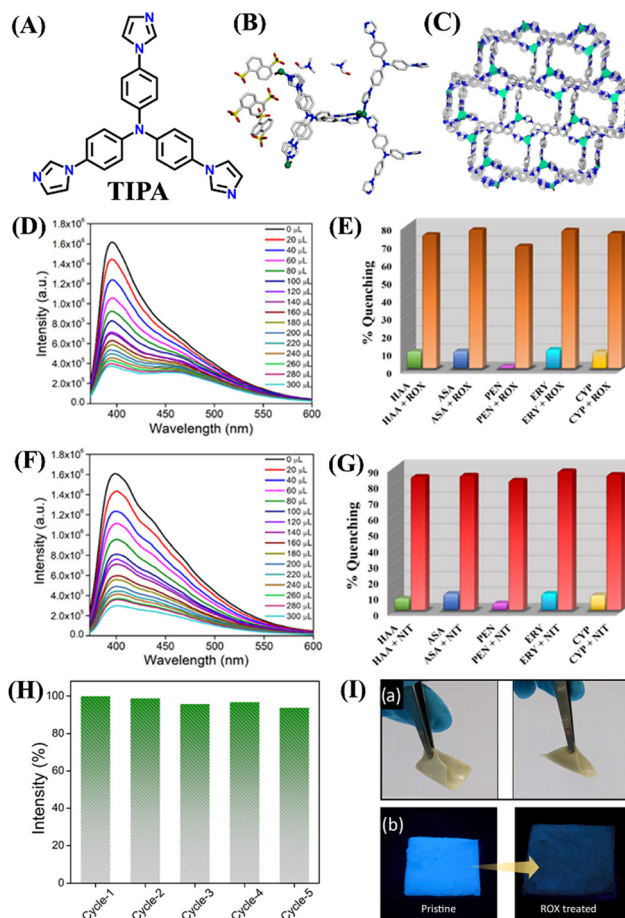 (A)
(B)
(C)
N
N
N
N
N
N
N
TIPA
(D)
1.8x10⁶
1.6x10⁶
1.4x10⁶
1.2x10⁶
1.0x10⁶
8.0x10⁵
6.0x10⁵
4.0x10⁵
2.0x10⁵
Intensity (a.u.)
400 450 500 550 600
Wavelength (nm)
0 μL
20 μL
40 μL
60 μL
80 μL
100 μL
120 μL
140 μL
160 μL
180 μL
200 μL
220 μL
240 μL
260 μL
280 μL
300 μL
(E)
% Quenching
80
70
60
50
40
30
20
10
0
HAA
HAA + ROX
ASA
ASA + ROX
PEN
PEN + ROX
ERY
ERY + ROX
CYP
CYP + ROX
(F)
1.8x10⁶
1.6x10⁶
1.4x10⁶
1.2x10⁶
1.0x10⁶
8.0x10⁵
6.0x10⁵
4.0x10⁵
2.0x10⁵
0.0
Intensity (a.u.)
400 450 500 550 600
Wavelength (nm)
0 μL
20 μL
40 μL
60 μL
80 μL
100 μL
120 μL
140 μL
160 μL
180 μL
200 μL
220 μL
240 μL
260 μL
280 μL
300 μL
(G)
% Quenching
90
80
70
60
50
40
30
20
10
0
HAA
HAA + NIT
ASA
ASA + NIT
PEN
PEN + NIT
ERY
ERY + NIT
CYP
CYP + NIT
(H)
Intensity (%)
100
80
60
40
20
0
Cycle-1
Cycle-2
Cycle-3
Cycle-4
Cycle-5
(I)
(a)
(b)
Pristine
ROX treated